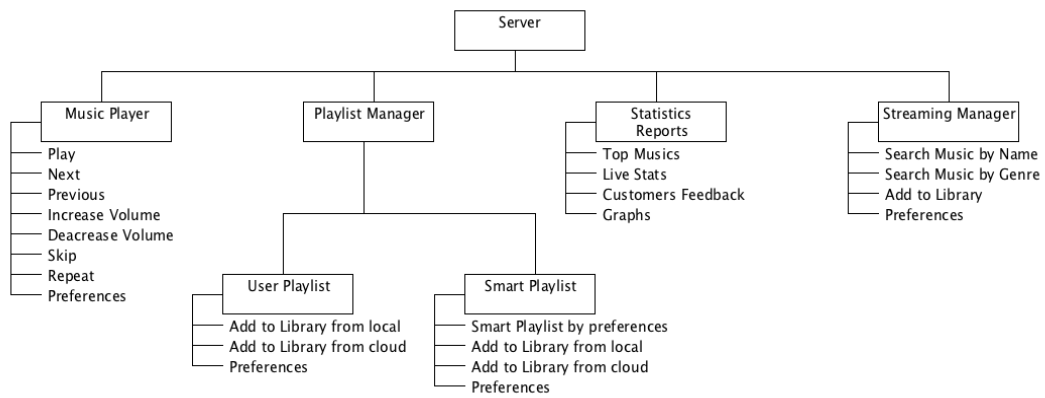 Server
Music Player
Play
Next
Previous
Increase Volume
Deacrease Volume
Skip
Repeat
Preferences
Playlist Manager
User Playlist
Add to Library from local
Add to Library from cloud
Preferences
Smart Playlist
Smart Playlist by preferences
Add to Library from local
Add to Library from cloud
Preferences
Statistics
Reports
Top Musics
Live Stats
Customers Feedback
Graphs
Streaming Manager
Search Music by Name
Search Music by Genre
Add to Library
Preferences